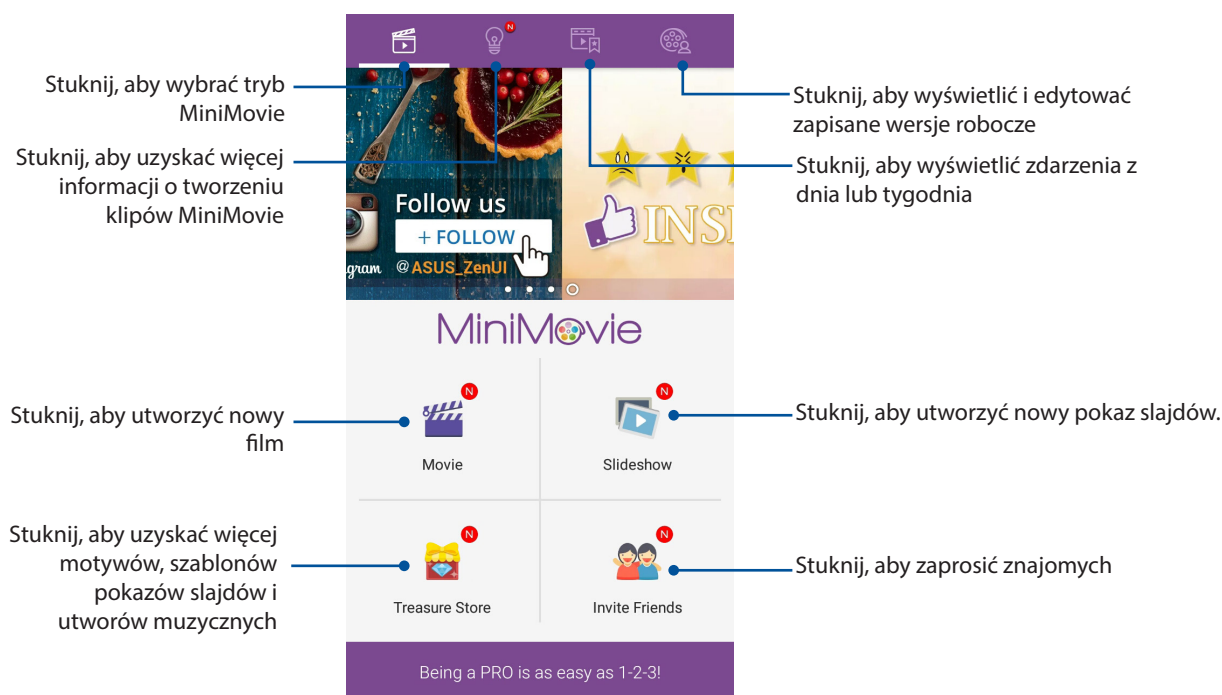 N
Stuknij, aby wybrać tryb
MiniMovie
Stuknij, aby uzyskać więcej
informacji o tworzeniu
klipów MiniMovie
Stuknij, aby wyświetlić i edytować
zapisane wersje robocze
Stuknij, aby wyświetlić zdarzenia z
dnia lub tygodnia
Follow us
+ FOLLOW
gram @ASUS_ZenUI
INS
MiniMovie
Stuknij, aby utworzyć nowy
film
N
Movie
N
Slideshow
Stuknij, aby utworzyć nowy pokaz slajdów.
Stuknij, aby uzyskać więcej
motywów, szablonów
pokazów slajdów i
utworów muzycznych
N
Treasure Store
N
Invite Friends
Stuknij, aby zaprosić znajomych
Being a PRO is as easy as 1-2-3!